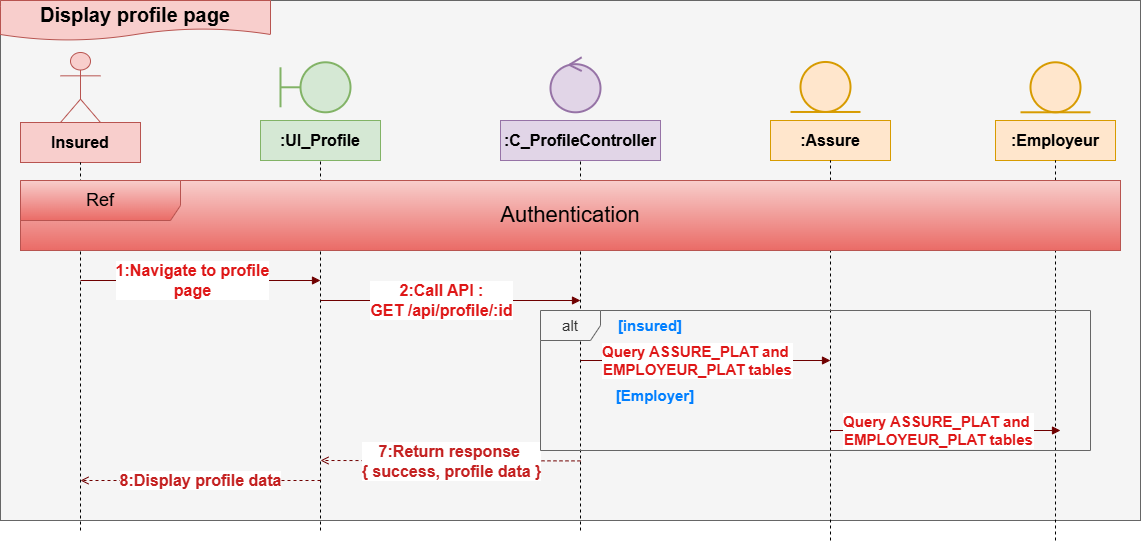 Display profile page
Insured
:UI_Profile
:C_ProfileController
:Assure
:Employeur
Ref
Authentication
1:Navigate to profile
page
2:Call API :
GET /api/profile/:id
alt
[insured]
Query ASSURE_PLAT and
EMPLOYEUR_PLAT tables
[Employer]
Query ASSURE_PLAT and
EMPLOYEUR_PLAT tables
7:Return response
{ success, profile data }
8:Display profile data